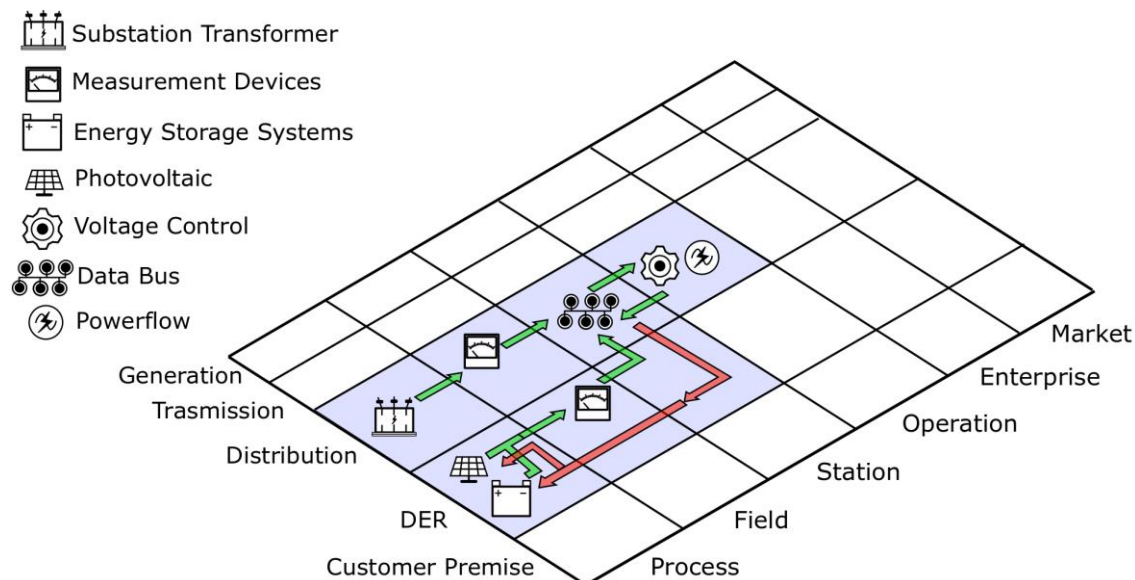 Substation Transformer
Measurement Devices
Energy Storage Systems
Photovoltaic
Voltage Control
Data Bus
Powerflow
Generation
Trasmission
Distribution
DER
Customer Premise
Process
Field
Station
Operation
Enterprise
Market